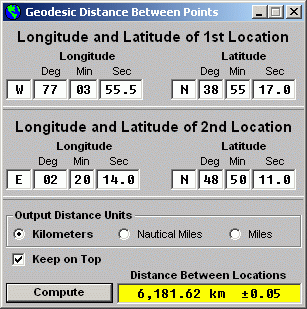 Geodesic Distance Between Points
Longitude and Latitude of 1st Location
Longitude Latitude
Deg Min Sec Deg Min Sec
W 77 03 55.5 N 38 55 17.0
Longitude and Latitude of 2nd Location
Longitude Latitude
Deg Min Sec Deg Min Sec
E 02 20 14.0 N 48 50 11.0
Output Distance Units
Kilometers Nautical Miles Miles
Keep on Top
Distance Between Locations
Compute 6,181.62 km ±0.05